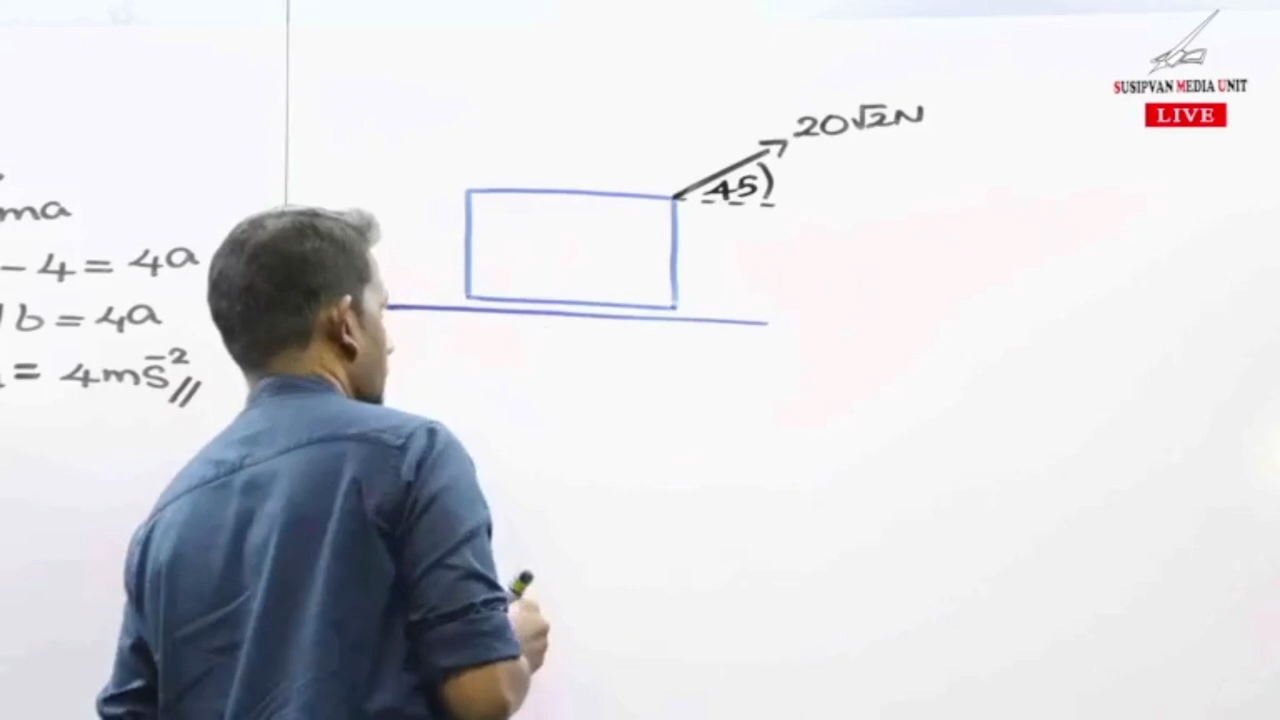 SUSIPVAN MEDIA UNIT
LIVE
20√2N
45
ma
- 4 = 4a
b = 4a
= 4ms⁻²//